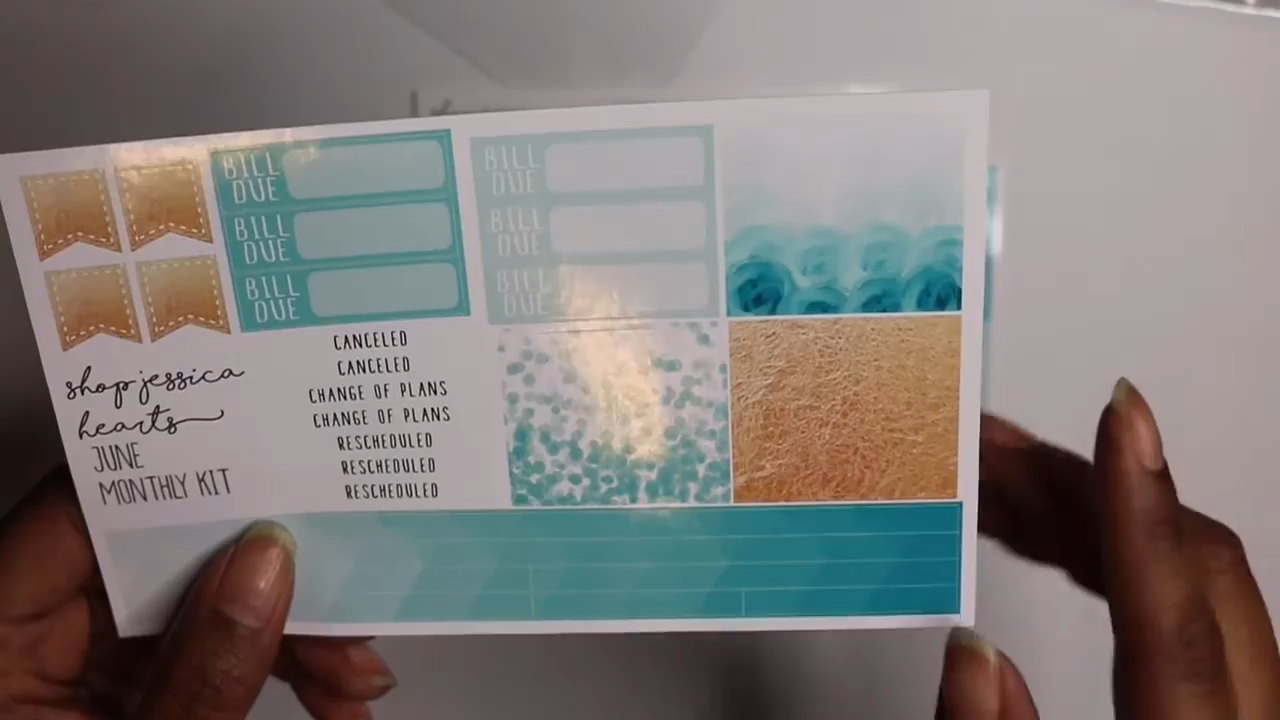 BILL DUE
BILL DUE
BILL DUE
BILL DUE
BILL DUE
BILL DUE
CANCELED
CANCELED
CHANGE OF PLANS
CHANGE OF PLANS
RESCHEDULED
RESCHEDULED
RESCHEDULED
shop jessica
hearts
JUNE
MONTHLY KIT